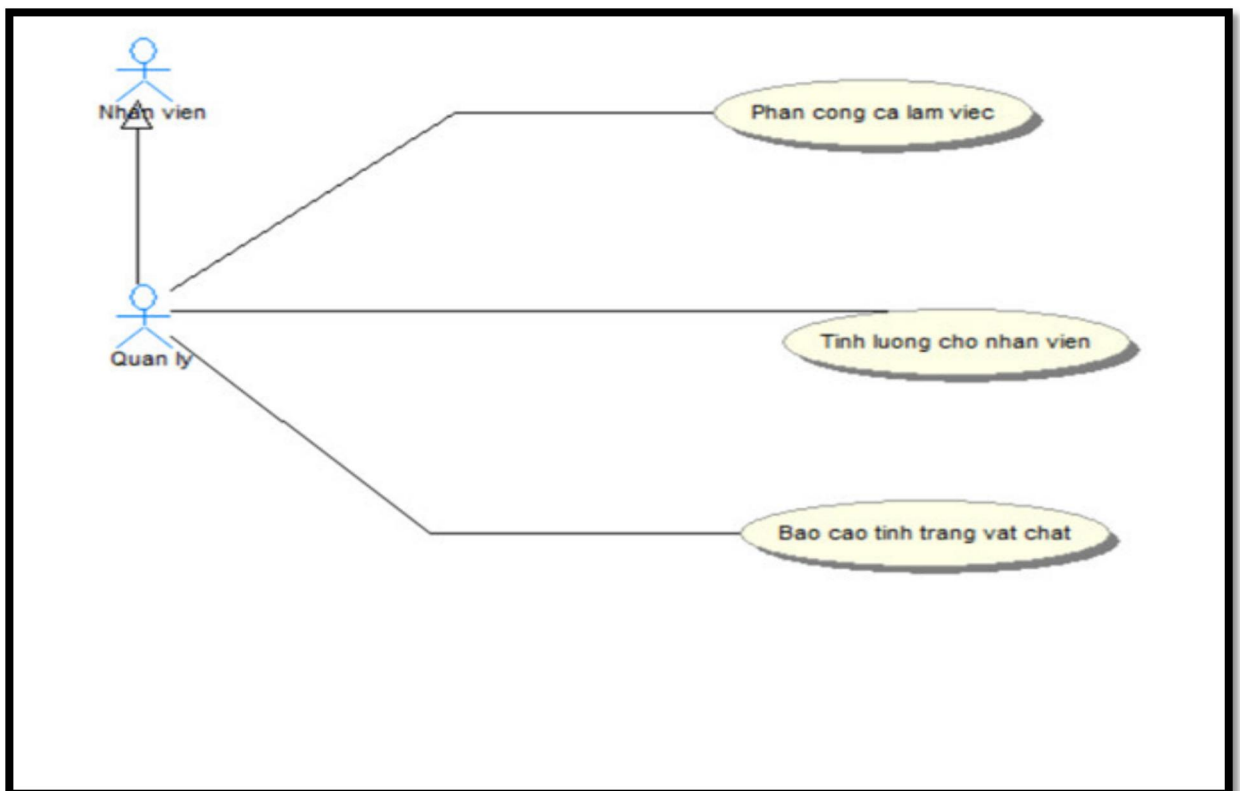 Nhan vien
Phan cong ca lam viec
Quan ly
Tinh luong cho nhan vien
Bao cao tinh trang vat chat